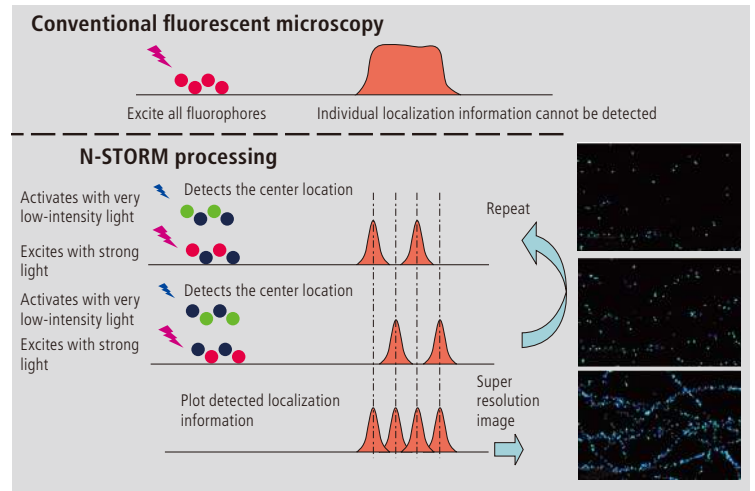 Conventional fluorescent microscopy
Excite all fluorophores
Individual localization information cannot be detected
N-STORM processing
Activates with very
low-intensity light
Detects the center location
Repeat
Excites with strong
light
Activates with very
low-intensity light
Detects the center location
Excites with strong
light
Plot detected localization
information
Super
resolution
image